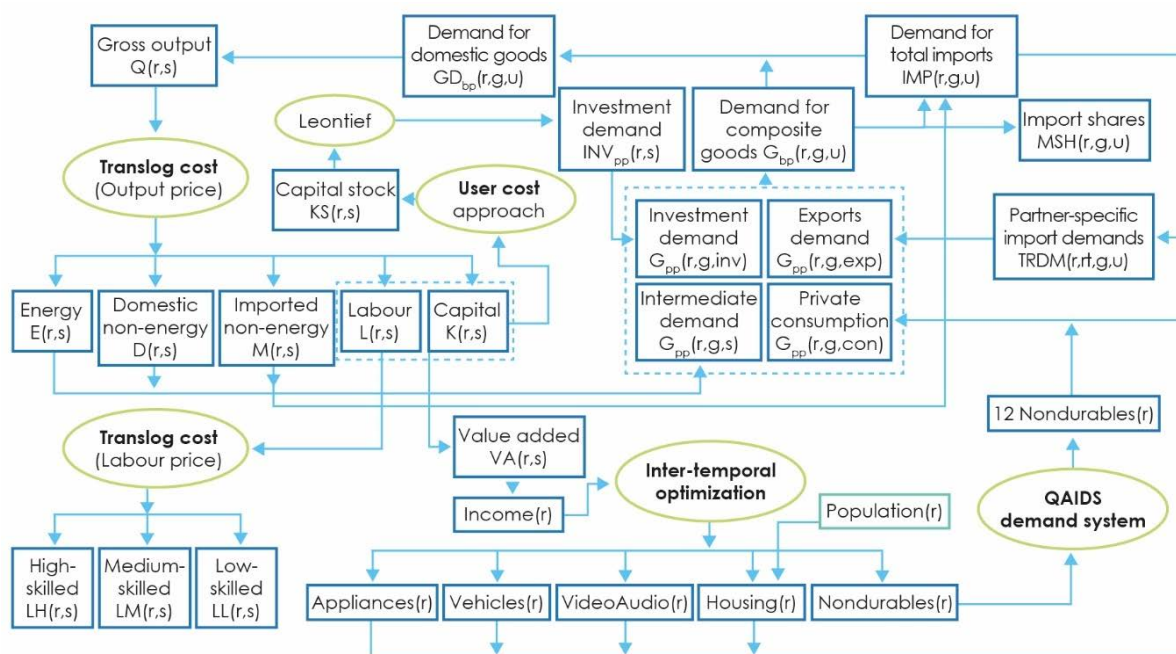 Gross output
Q(r,s)
Demand for
domestic goods
GD_bp(r,g,u)
Demand for
total imports
IMP(r,g,u)
Leontief
Investment
demand
INV_pp(r,s)
Demand for
composite
goods G_bp(r,g,u)
Import shares
MSH(r,g,u)
Translog cost
(Output price)
Capital stock
KS(r,s)
User cost
approach
Investment
demand
G_pp(r,g,inv)
Exports
demand
G_pp(r,g,exp)
Partner-specific
import demands
TRDM(r,rt,g,u)
Energy
E(r,s)
Domestic
non-energy
D(r,s)
Imported
non-energy
M(r,s)
Labour
L(r,s)
Capital
K(r,s)
Intermediate
demand
G_pp(r,g,s)
Private
consumption
G_pp(r,g,con)
12 Nondurables(r)
Translog cost
(Labour price)
Value added
VA(r,s)
Inter-temporal
optimization
QAIDS
demand system
Income(r)
Population(r)
High-
skilled
LH(r,s)
Medium-
skilled
LM(r,s)
Low-
skilled
LL(r,s)
Appliances(r)
Vehicles(r)
VideoAudio(r)
Housing(r)
Nondurables(r)